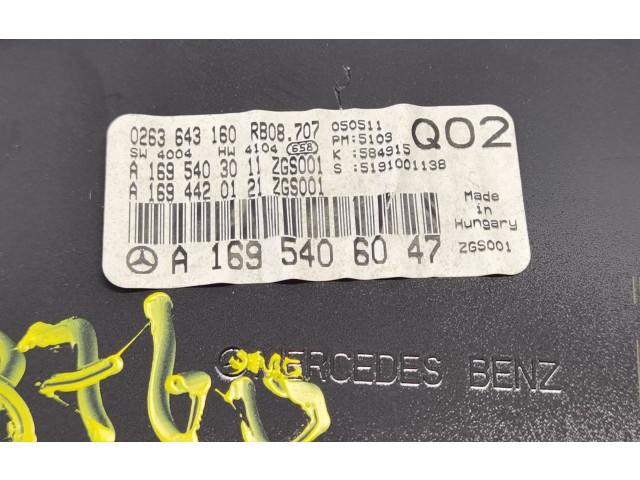 0263 643 160 RB08.707 050511 Q02
SW 4004 HW 4104 658 PM:5109
K : 584915
A 169 540 30 11 ZGS001 S : 5191001138
A 169 442 01 21 ZGS001
Made in Hungary
A 169 540 60 47 ZGS001
MERCEDES BENZ